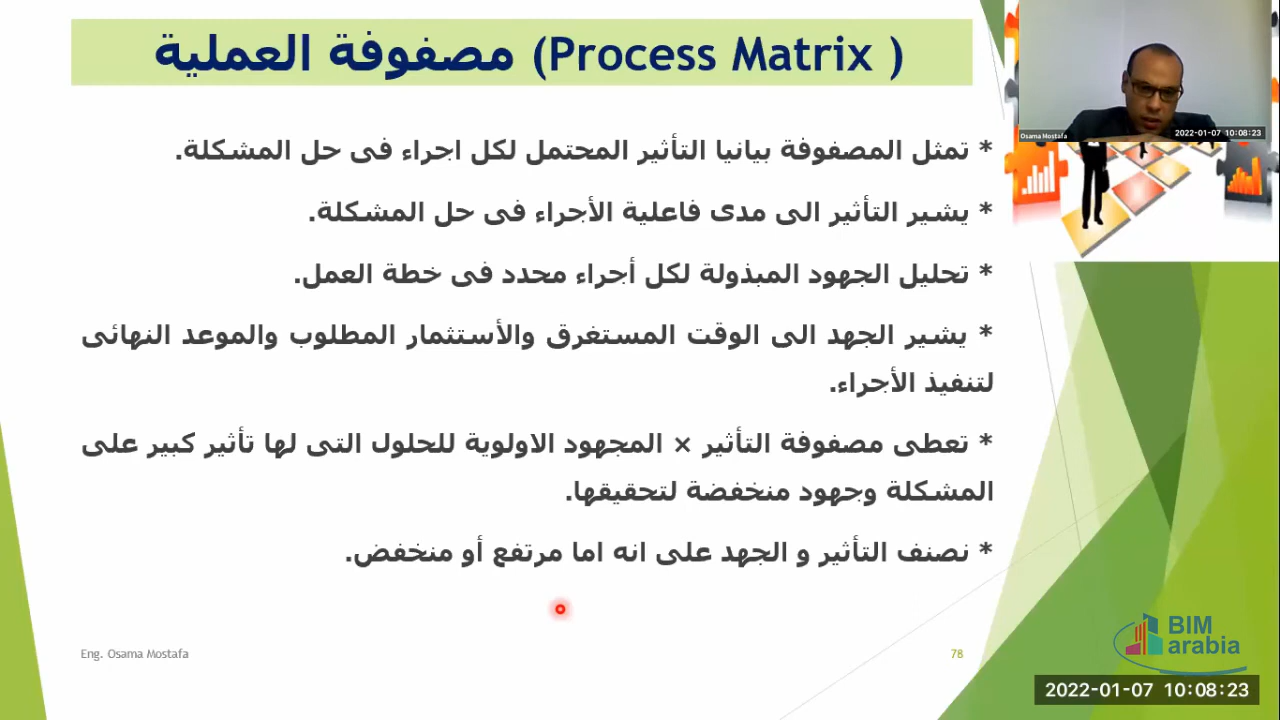 مصفوفة العملية (Process Matrix )
* تمثل المصفوفة بيانيا التأثير المحتمل لكل اجراء فى حل المشكلة.
* يشير التأثير الى مدى فاعلية الأجراء فى حل المشكلة.
* تحليل الجهود المبذولة لكل أجراء محدد فى خطة العمل.
* يشير الجهد الى الوقت المستغرق والأستثمار المطلوب والموعد النهائى
لتنفيذ الأجراء.
* تعطى مصفوفة التأثير × المجهود الاولوية للحلول التى لها تأثير كبير على
المشكلة وجهود منخفضة لتحقيقها.
* نصنف التأثير و الجهد على انه اما مرتفع أو منخفض.
Eng. Osama Mostafa
78
Osama Mostafa
2022-01-07 10:08:23
BIM
arabia
2022-01-07 10:08:23